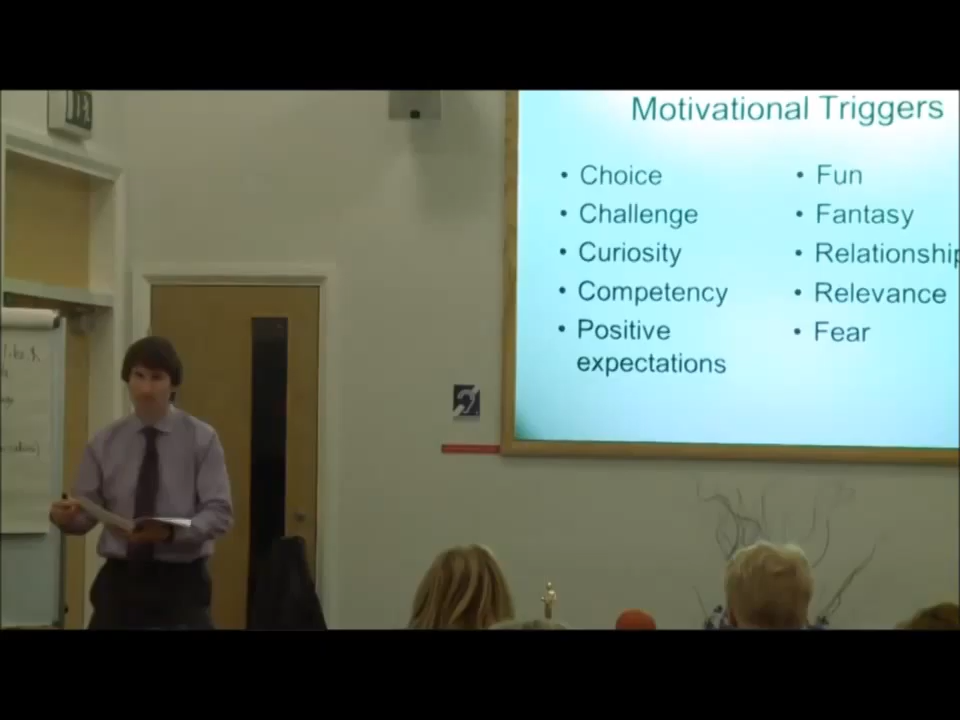 Motivational Triggers
• Choice
• Challenge
• Curiosity
• Competency
• Positive
expectations
• Fun
• Fantasy
• Relationship
• Relevance
• Fear